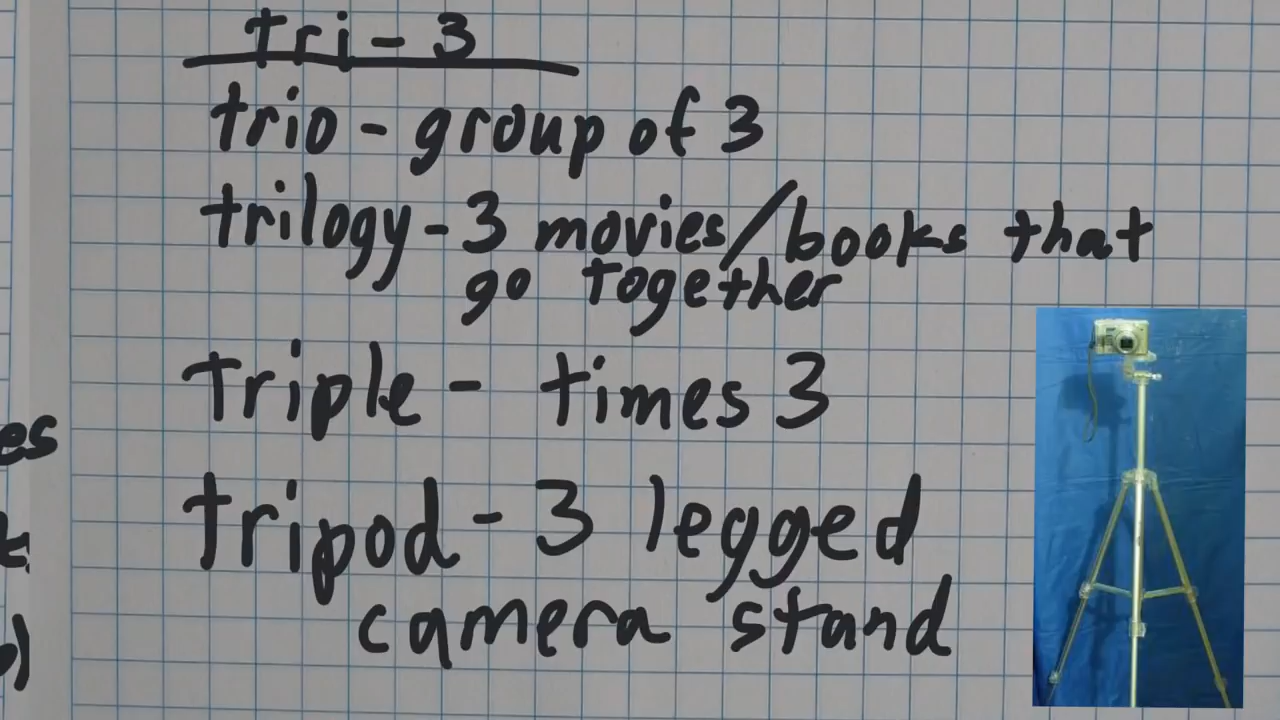 tri - 3
trio - group of 3
trilogy - 3 movies/books that
go together
triple - times 3
tripod - 3 legged
camera stand
es